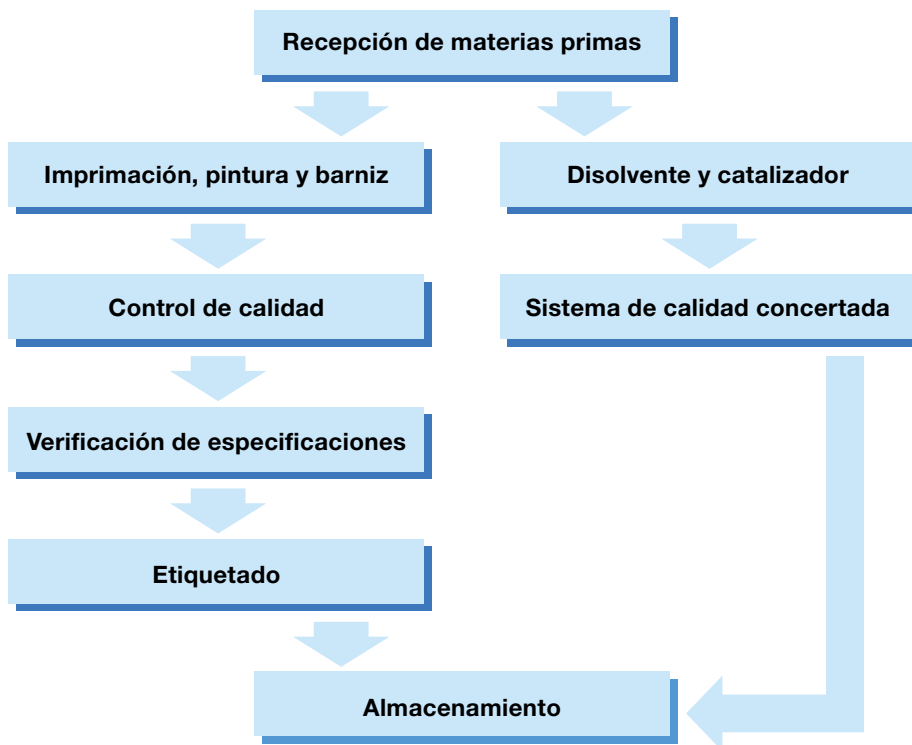 Recepción de materias primas
Imprimación, pintura y barniz
Disolvente y catalizador
Control de calidad
Sistema de calidad concertada
Verificación de especificaciones
Etiquetado
Almacenamiento